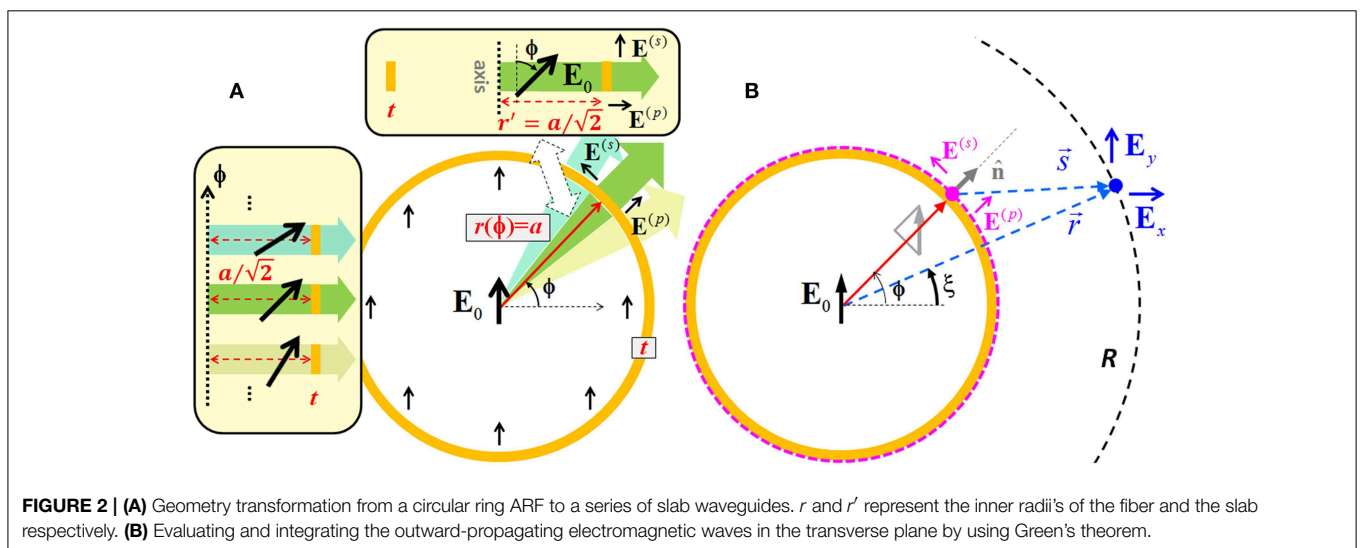 A
t
axis
ϕ
E₀
r′ = a/√2
E⁽ˢ⁾
E⁽ᵖ⁾
ϕ
...
a/√2
...
t
E⁽ˢ⁾
E⁽ᵖ⁾
r(ϕ)=a
E₀
ϕ
t
B
E⁽ˢ⁾
n̂
E⁽ᵖ⁾
s⃗
r⃗
E_y
E_x
E₀
ϕ
ξ
R
FIGURE 2 | (A) Geometry transformation from a circular ring ARF to a series of slab waveguides. r and r′ represent the inner radii's of the fiber and the slab
respectively. (B) Evaluating and integrating the outward-propagating electromagnetic waves in the transverse plane by using Green's theorem.